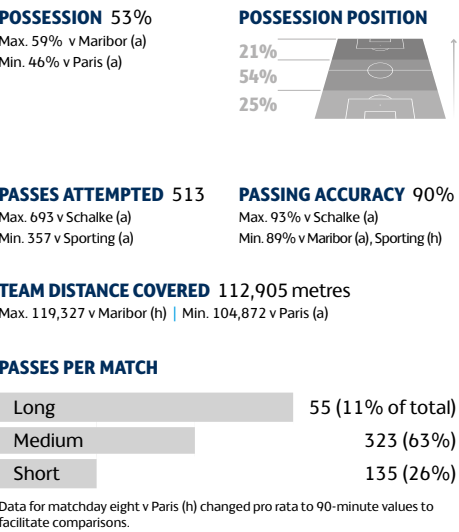 POSSESSION 53%
Max. 59% v Maribor (a)
Min. 46% v Paris (a)
POSSESSION POSITION
21%
54%
25%
PASSES ATTEMPTED 513
Max. 693 v Schalke (a)
Min. 357 v Sporting (a)
PASSING ACCURACY 90%
Max. 93% v Schalke (a)
Min. 89% v Maribor (a), Sporting (h)
TEAM DISTANCE COVERED 112,905 metres
Max. 119,327 v Maribor (h) | Min. 104,872 v Paris (a)
PASSES PER MATCH
Long 55 (11% of total)
Medium 323 (63%)
Short 135 (26%)
Data for matchday eight v Paris (h) changed pro rata to 90-minute values to
facilitate comparisons.